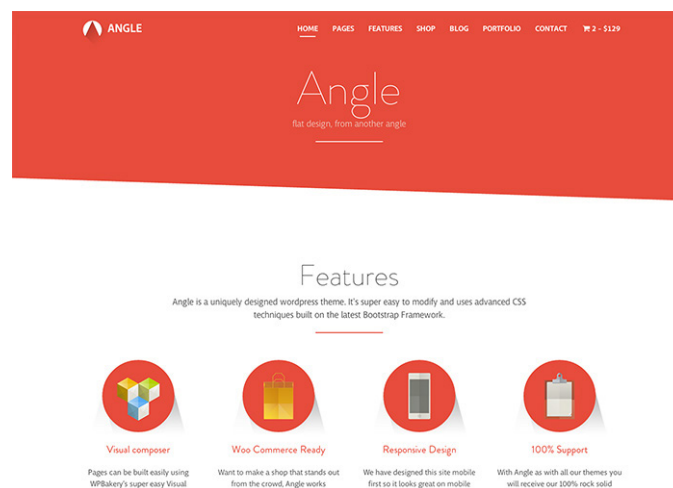 ANGLE
HOME PAGES FEATURES SHOP BLOG PORTFOLIO CONTACT 2 - $129
Angle
flat design, from another angle
Features
Angle is a uniquely designed wordpress theme. It's super easy to modify and uses advanced CSS
techniques built on the latest Bootstrap Framework.
Visual composer
Pages can be built easily using
WPBakery's super easy Visual
Woo Commerce Ready
Want to make a shop that stands out
from the crowd, Angle works
Responsive Design
We have designed this site mobile
first so it looks great on mobile
100% Support
With Angle as with all our themes you
will receive our 100% rock solid